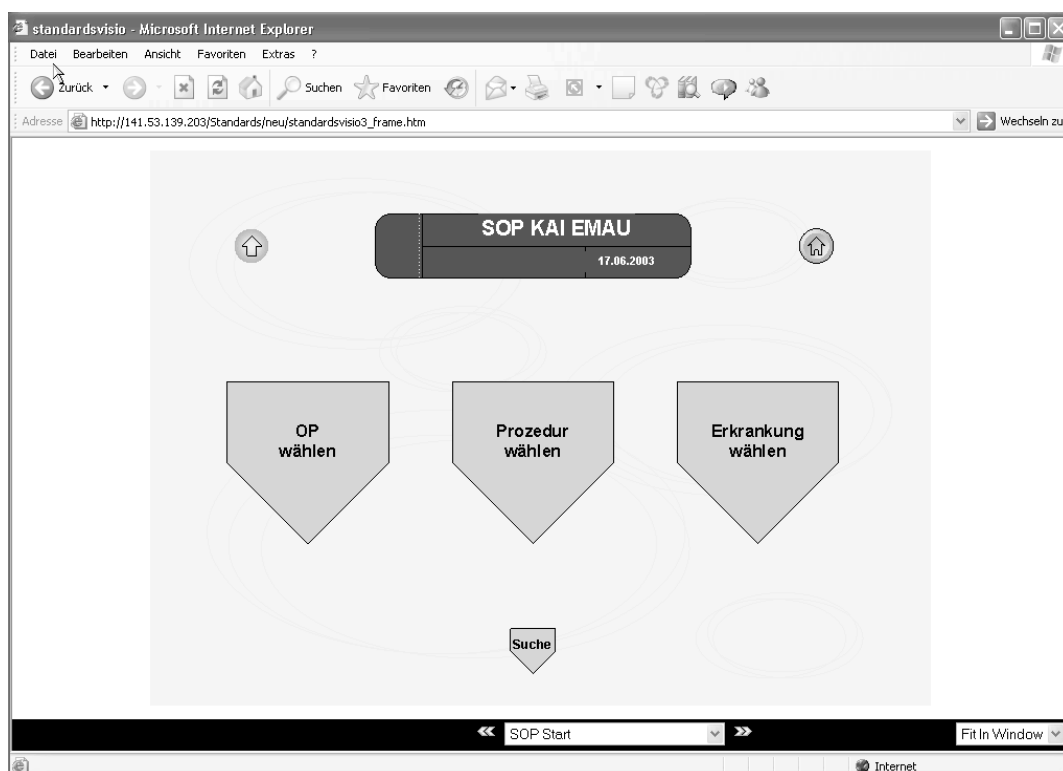 standardsvisio - Microsoft Internet Explorer
Datei Bearbeiten Ansicht Favoriten Extras ?
Zurück Suchen Favoriten
Adresse http://141.53.139.203/Standards/neu/standardsvisio3_frame.htm Wechseln zu
SOP KAI EMAU
17.06.2003
OP
wählen
Prozedur
wählen
Erkrankung
wählen
Suche
SOP Start Fit In Window
Internet